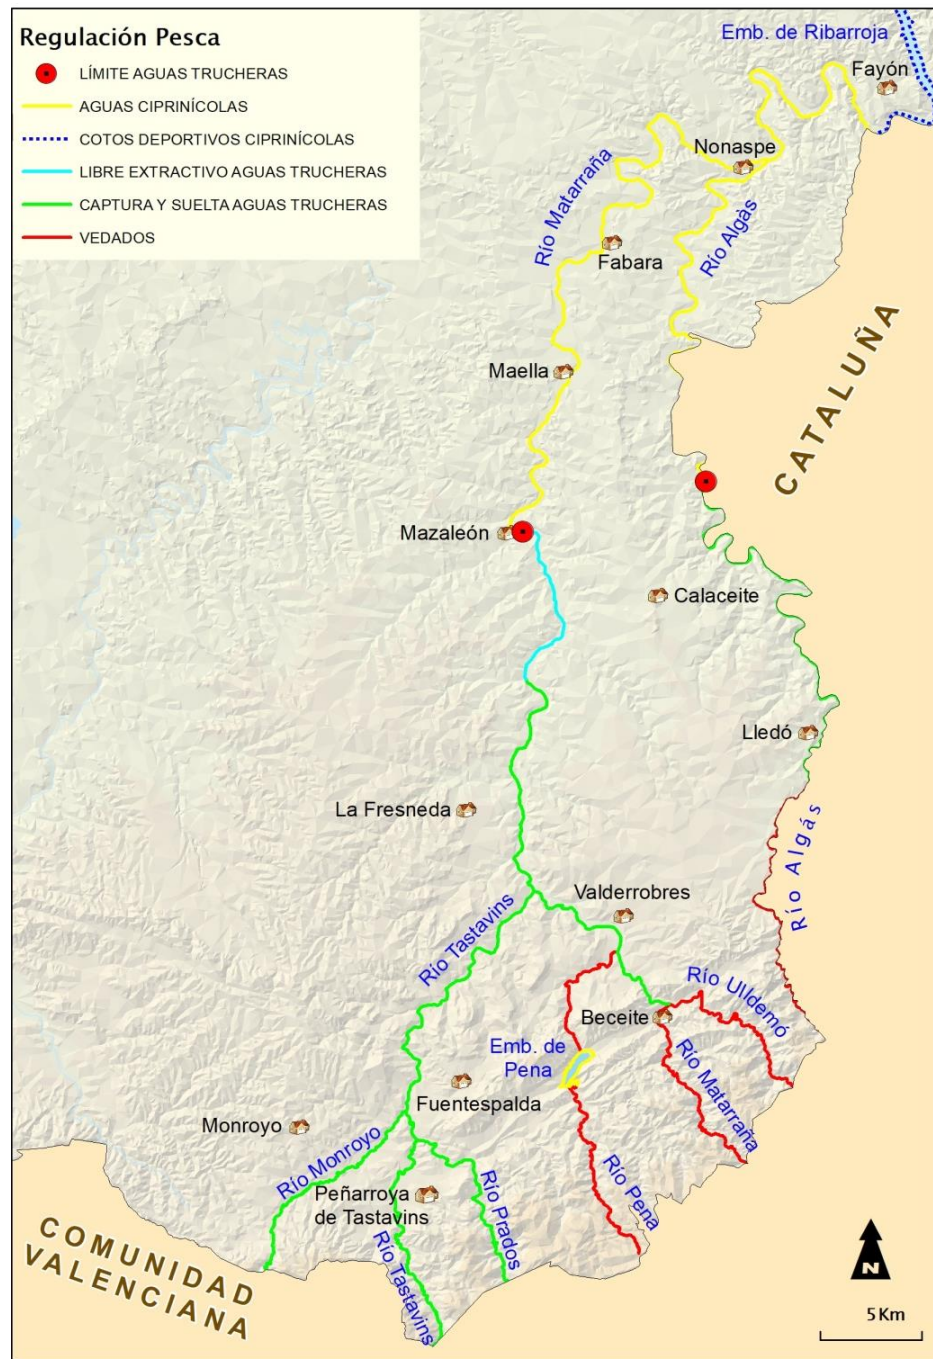 Regulación Pesca
LÍMITE AGUAS TRUCHERAS
AGUAS CIPRINÍCOLAS
COTOS DEPORTIVOS CIPRINÍCOLAS
LIBRE EXTRACTIVO AGUAS TRUCHERAS
CAPTURA Y SUELTA AGUAS TRUCHERAS
VEDADOS
Emb. de Ribarroja
Fayón
Nonaspe
Río Matarraña
Río Algàs
Fabara
Maella
CATALUÑA
Mazaleón
Calaceite
Lledó
La Fresneda
Río Algás
Valderrobres
Río Tastavins
Río Ulldemó
Beceite
Emb. de
Pena
Río Matarraña
Fuentespalda
Monroyo
Río Monroyo
Peñarroya
de Tastavins
Río Prados
Río Pena
Río Tastavins
COMUNIDAD
VALENCIANA
N
5 Km